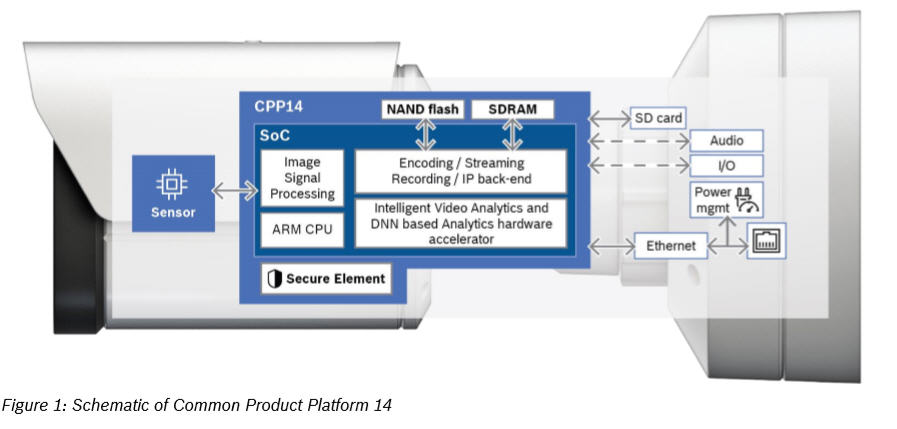 CPP14
NAND flash
SDRAM
SoC
Image
Signal
Processing
Encoding / Streaming
Recording / IP back-end
ARM CPU
Intelligent Video Analytics and
DNN based Analytics hardware
accelerator
Secure Element
Sensor
SD card
Audio
I/O
Power
mgmt
Ethernet
Figure 1: Schematic of Common Product Platform 14